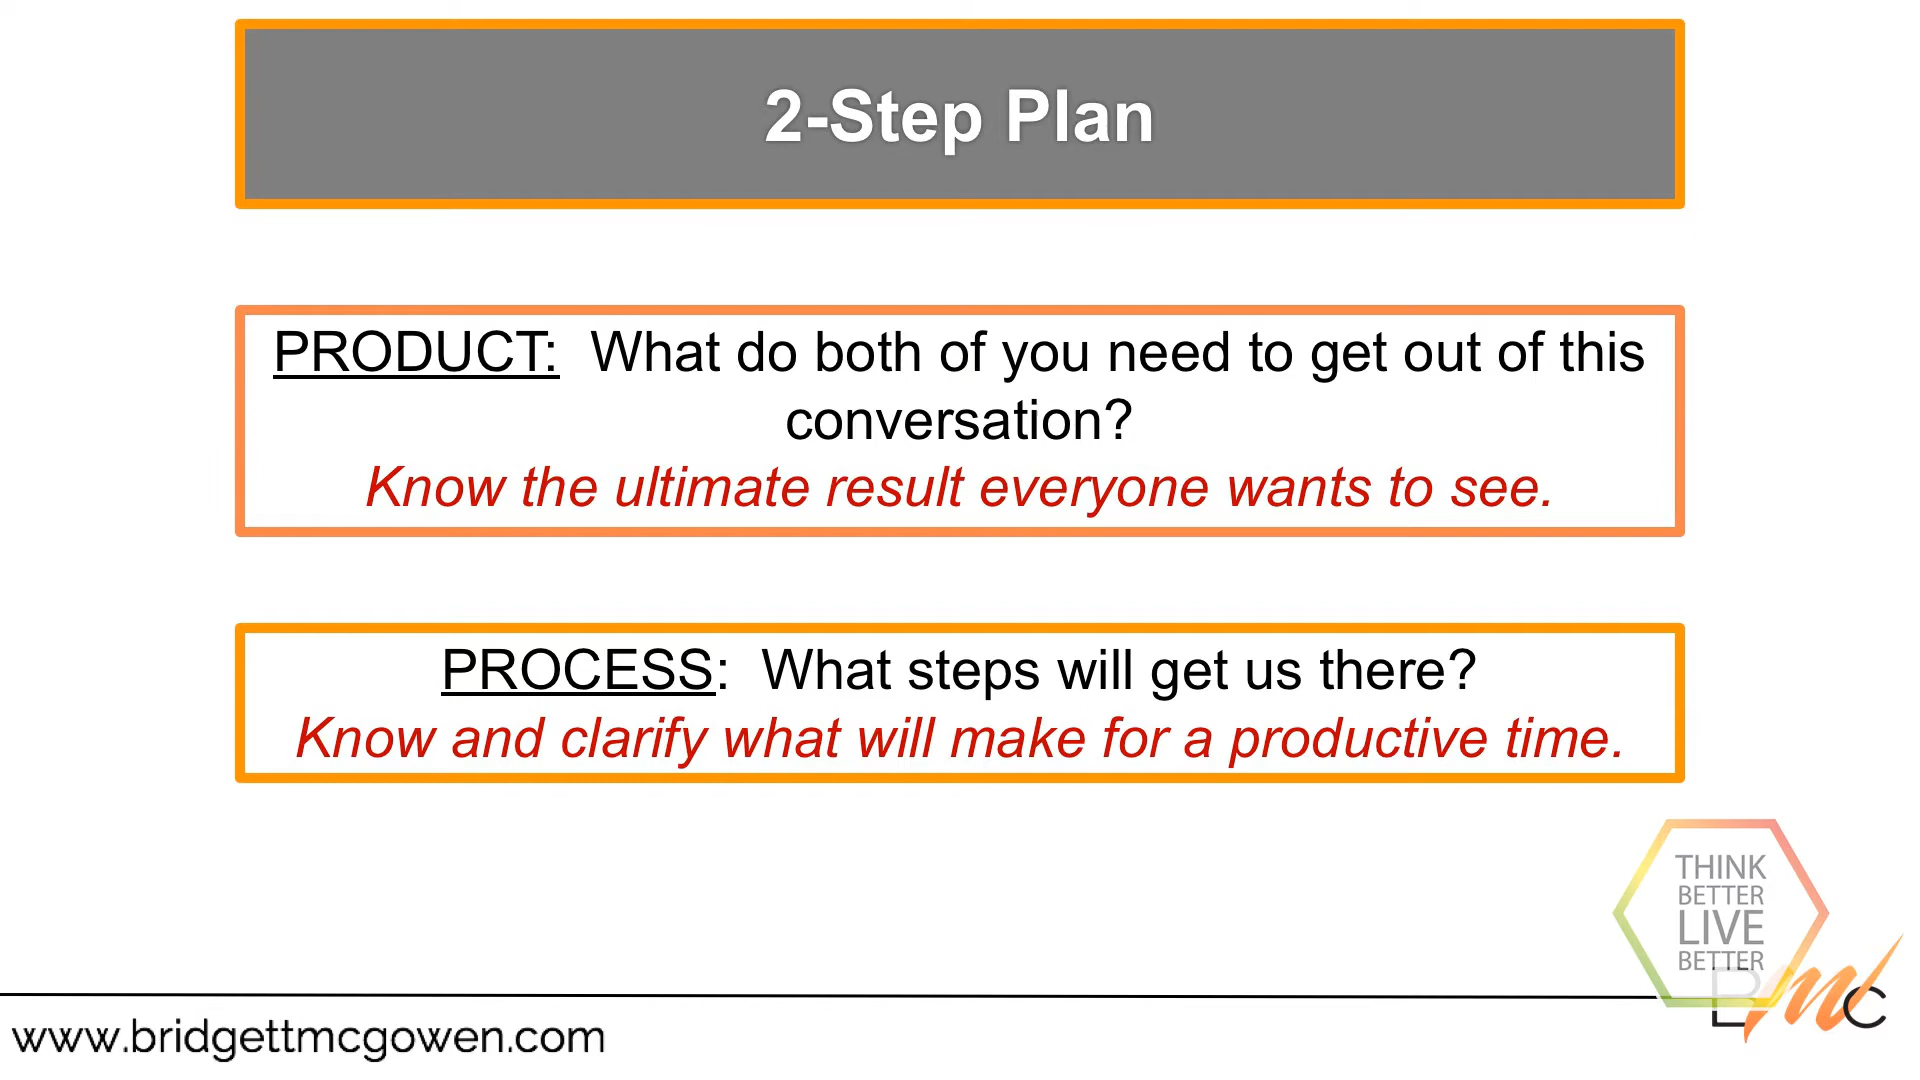 2-Step Plan
PRODUCT: What do both of you need to get out of this
conversation?
Know the ultimate result everyone wants to see.
PROCESS: What steps will get us there?
Know and clarify what will make for a productive time.
THINK
BETTER
LIVE
BETTER
BmC
www.bridgettmcgowen.com